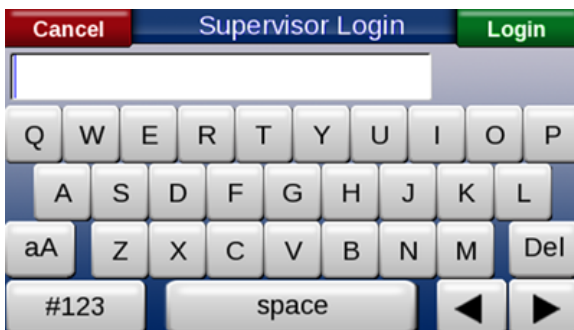 Cancel Supervisor Login Login
Q W E R T Y U I O P
A S D F G H J K L
aA Z X C V B N M Del
#123 space